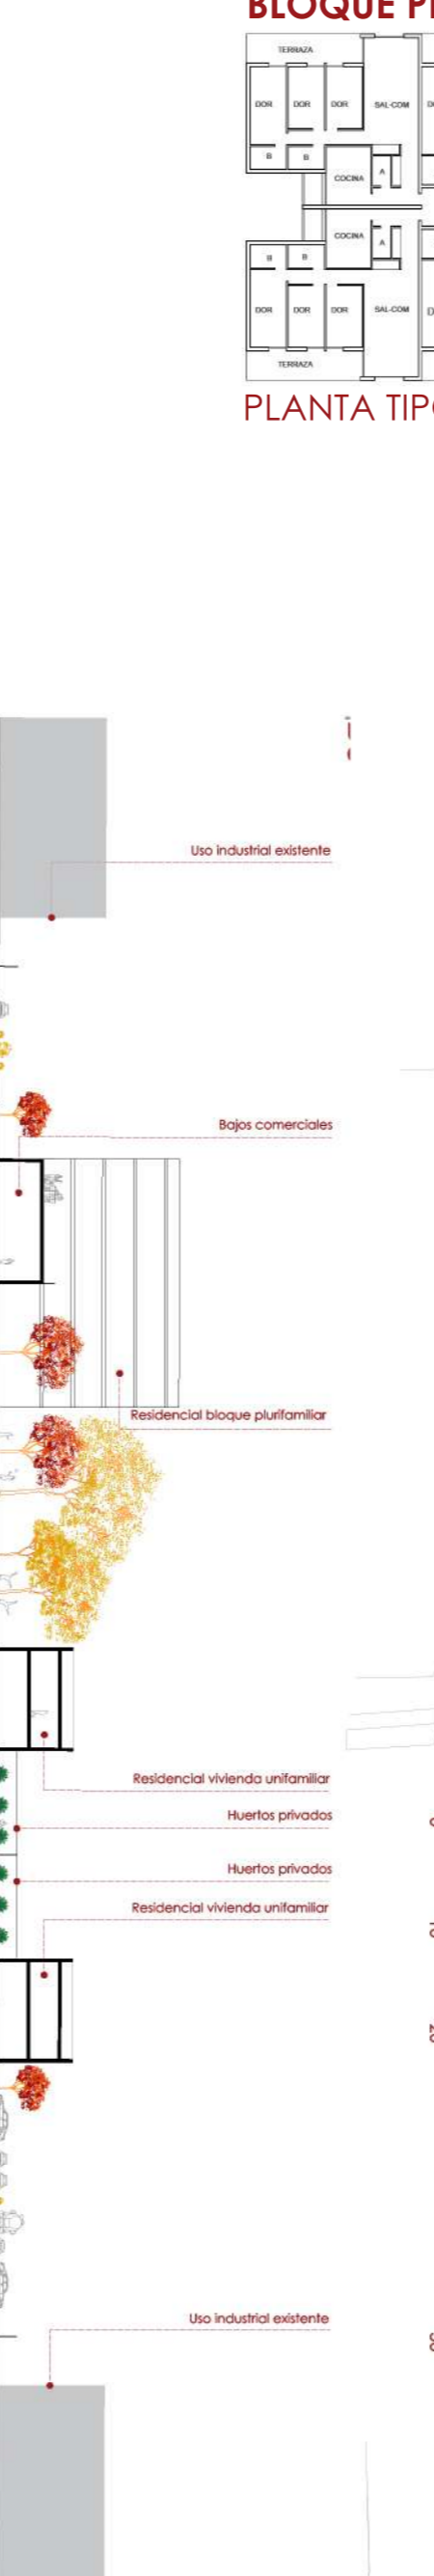 BLOQUE
TERRAZA
DOR DOR DOR SAL-COM
B B
COCINA A
COCINA A
B B
DOR DOR DOR SAL-COM
TERRAZA
PLANTA
Uso industrial existente
Bajos comerciales
Residencial bloque plurifamiliar
Residencial vivienda unifamiliar
Huertos privados
Huertos privados
Residencial vivienda unifamiliar
Uso industrial existente